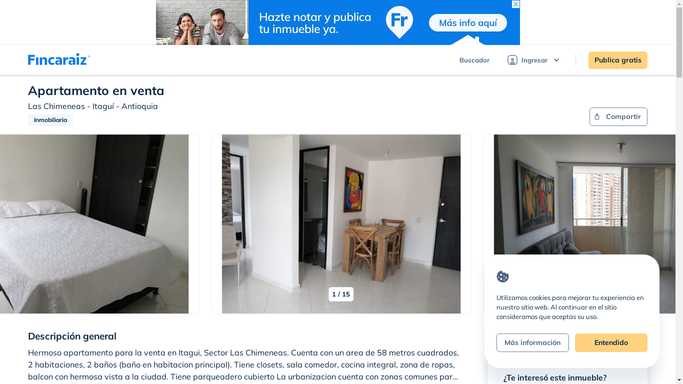 Hazte notar y publica
tu inmueble ya.
Fr
Más info aquí
Fincaraiz
Buscador
Ingresar
Publica gratis
Apartamento en venta
Las Chimeneas - Itaguí - Antioquia
Inmobiliaria
Compartir
1 / 15
Utilizamos cookies para mejorar tu experiencia en
nuestro sitio web. Al continuar en el sitio
consideramos que aceptas su uso.
Más información
Entendido
Descripción general
Hermoso apartamento para la venta en Itagui, Sector Las Chimeneas. Cuenta con un area de 58 metros cuadrados,
2 habitaciones, 2 baños (baño en habitacion principal). Tiene closets, sala comedor, cocina integral, zona de ropas,
balcon con hermosa vista a la ciudad. Tiene parqueadero cubierto La urbanizacion cuenta con zonas comunes par...
¿Te interesó este inmueble?